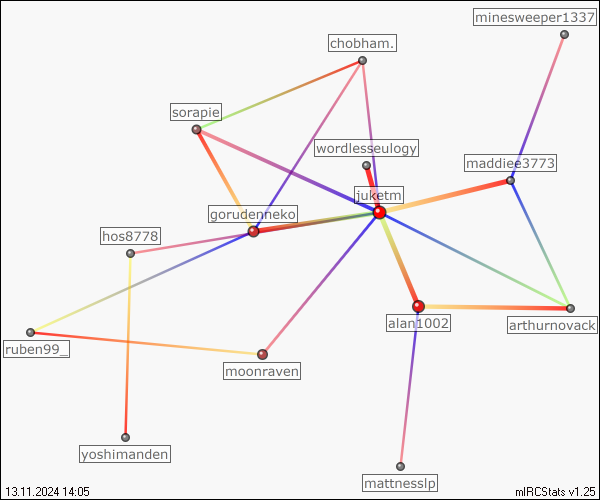 minesweeper1337
chobham.
sorapie
wordlesseulogy
maddiee3773
juketm
gorudenneko
hos8778
alan1002
arthurnovack
ruben99_
moonraven
yoshimanden
mattnesslp
13.11.2024 14:05
mIRCStats v1.25